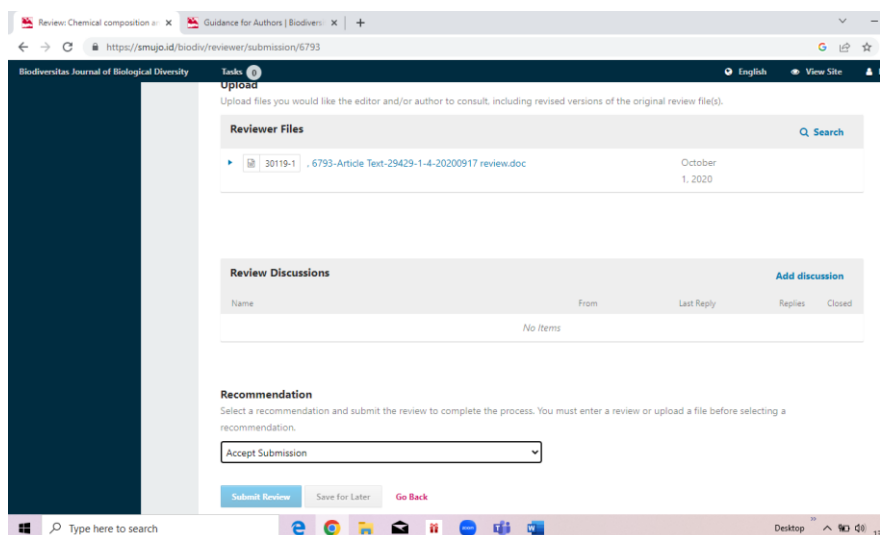 Review: Chemical composition an
Guidance for Authors | Biodiversi
https://smujo.id/biodiv/reviewer/submission/6793
Biodiversitas Journal of Biological Diversity Tasks 0 English View Site
Upload
Upload files you would like the editor and/or author to consult, including revised versions of the original review file(s).
Reviewer Files Search
30119-1 , 6793-Article Text-29429-1-4-20200917 review.doc October
1, 2020
Review Discussions Add discussion
Name From Last Reply Replies Closed
No Items
Recommendation
Select a recommendation and submit the review to complete the process. You must enter a review or upload a file before selecting a
recommendation.
Accept Submission
Submit Review Save for Later Go Back
Type here to search Desktop